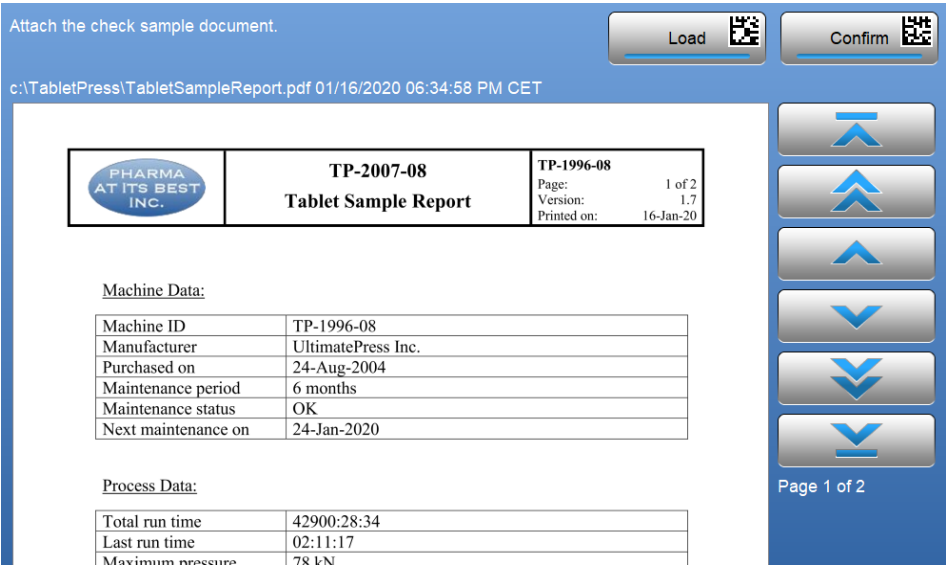 Attach the check sample document.
Load
Confirm
c:\TabletPress\TabletSampleReport.pdf 01/16/2020 06:34:58 PM CET
PHARMA
AT ITS BEST
INC.
TP-2007-08
Tablet Sample Report
TP-1996-08
Page: 1 of 2
Version: 1.7
Printed on: 16-Jan-20
Machine Data:
Machine ID TP-1996-08
Manufacturer UltimatePress Inc.
Purchased on 24-Aug-2004
Maintenance period 6 months
Maintenance status OK
Next maintenance on 24-Jan-2020
Page 1 of 2
Process Data:
Total run time 42900:28:34
Last run time 02:11:17
Maximum pressure 78 kN